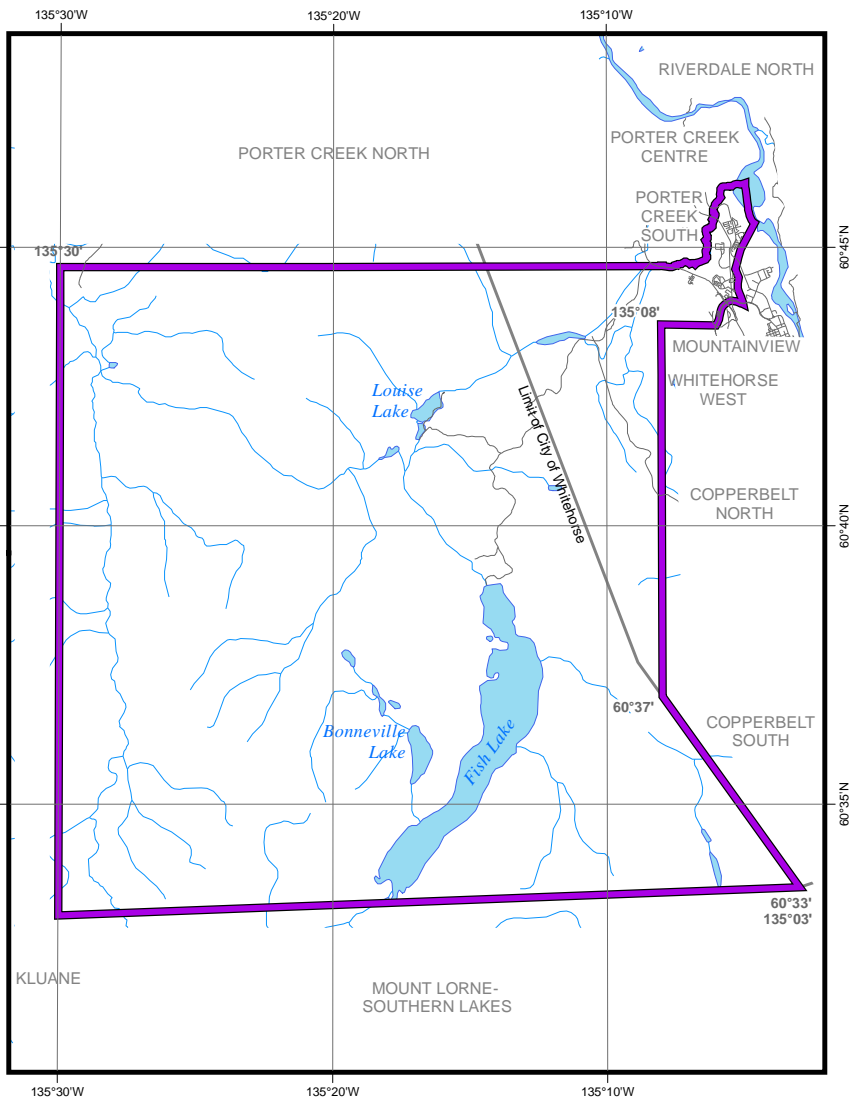 135°30'W
135°20'W
135°10'W
RIVERDALE NORTH
PORTER CREEK
CENTRE
PORTER CREEK NORTH
PORTER
CREEK
SOUTH
60°45'N
135°30'
135°08'
MOUNTAINVIEW
WHITEHORSE
WEST
Louise
Lake
Limit of City of Whitehorse
COPPERBELT
NORTH
60°40'N
60°37'
COPPERBELT
SOUTH
Bonneville
Lake
Fish Lake
60°35'N
60°33'
135°03'
KLUANE
MOUNT LORNE-
SOUTHERN LAKES
135°30'W
135°20'W
135°10'W